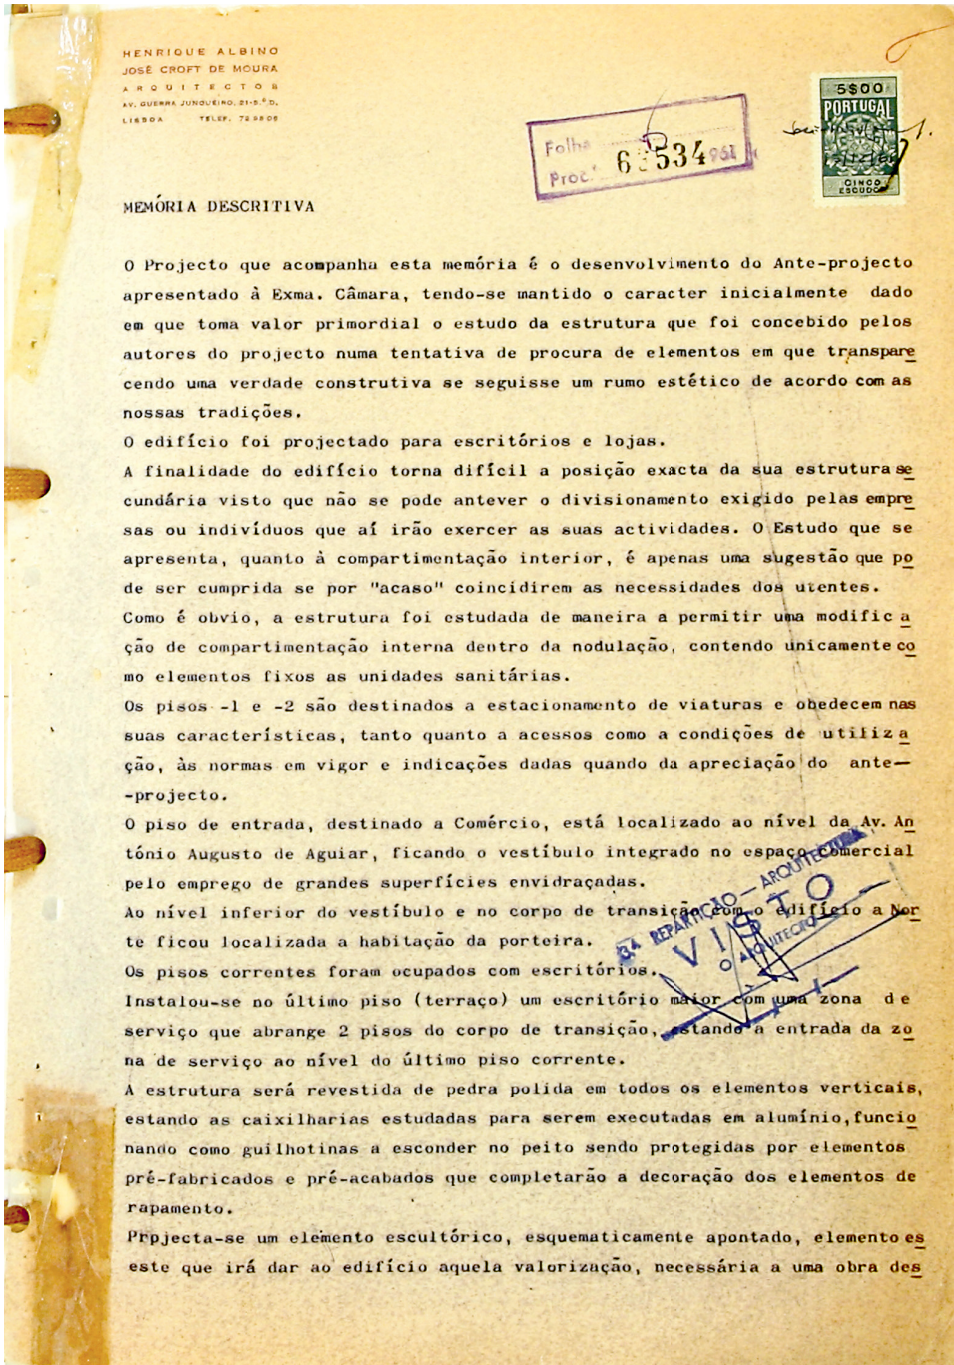 HENRIQUE ALBINO
JOSÉ CROFT DE MOURA
ARQUITECTOS
AV. GUERRA JUNQUEIRO, 21-5.º D.
LISBOA TELEF. 72 98 06
5$00
PORTUGAL
CINCO
ESCUDOS
Folha
Proc.
534 961
MEMÓRIA DESCRITIVA
O Projecto que acompanha esta memória é o desenvolvimento do Ante-projecto
apresentado à Exma. Câmara, tendo-se mantido o caracter inicialmente dado
em que toma valor primordial o estudo da estrutura que foi concebido pelos
autores do projecto numa tentativa de procura de elementos em que transpare
cendo uma verdade construtiva se seguisse um rumo estético de acordo com as
nossas tradições.
O edifício foi projectado para escritórios e lojas.
A finalidade do edifício torna difícil a posição exacta da sua estrutura se
cundária visto que não se pode antever o divisionamento exigido pelas empre
sas ou indivíduos que aí irão exercer as suas actividades. O Estudo que se
apresenta, quanto à compartimentação interior, é apenas uma sugestão que po
de ser cumprida se por "acaso" coincidirem as necessidades dos utentes.
Como é obvio, a estrutura foi estudada de maneira a permitir uma modific a
ção de compartimentação interna dentro da nodulação, contendo unicamente co
mo elementos fixos as unidades sanitárias.
Os pisos -1 e -2 são destinados a estacionamento de viaturas e obedecem nas
suas características, tanto quanto a acessos como a condições de utiliz a
ção, às normas em vigor e indicações dadas quando da apreciação do ante—
-projecto.
O piso de entrada, destinado a Comércio, está localizado ao nível da Av. An
tónio Augusto de Aguiar, ficando o vestíbulo integrado no espaço comercial
pelo emprego de grandes superfícies envidraçadas.
Ao nível inferior do vestíbulo e no corpo de transição com o edifício a Nor
te ficou localizada a habitação da porteira.
Os pisos correntes foram ocupados com escritórios.
3ª REPARTIÇÃO — ARQUITECTURA
VISTO
O ARQUITECTO
Instalou-se no último piso (terraço) um escritório maior com uma zona d e
serviço que abrange 2 pisos do corpo de transição, estando a entrada da zo
na de serviço ao nível do último piso corrente.
A estrutura será revestida de pedra polida em todos os elementos verticais,
estando as caixilharias estudadas para serem executadas em alumínio, funcio
nando como guilhotinas a esconder no peito sendo protegidas por elementos
pré-fabricados e pré-acabados que completarão a decoração dos elementos de
rapamento.
Prpjecta-se um elemento escultórico, esquematicamente apontado, elemento es
este que irá dar ao edifício aquela valorização, necessária a uma obra des